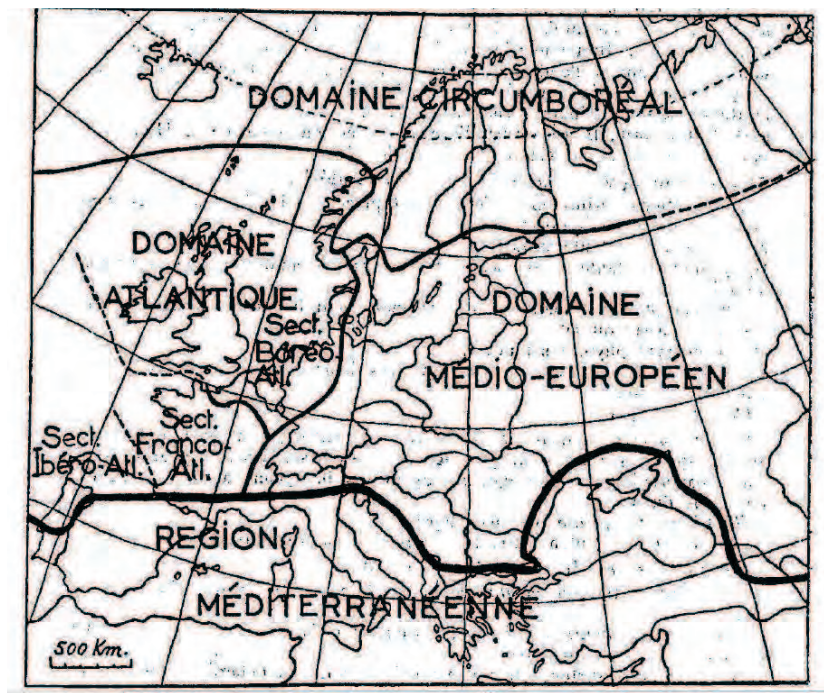 DOMAINE CIRCUMBORÉAL
DOMAINE
ATLANTIQUE
Sect.
Boréo-
Atl.
DOMAINE
MÉDIO-EUROPÉEN
Sect.
Franco-
Atl.
Sect.
Ibéro-Atl.
RÉGION
MÉDITERRANÉENNE
500 Km.